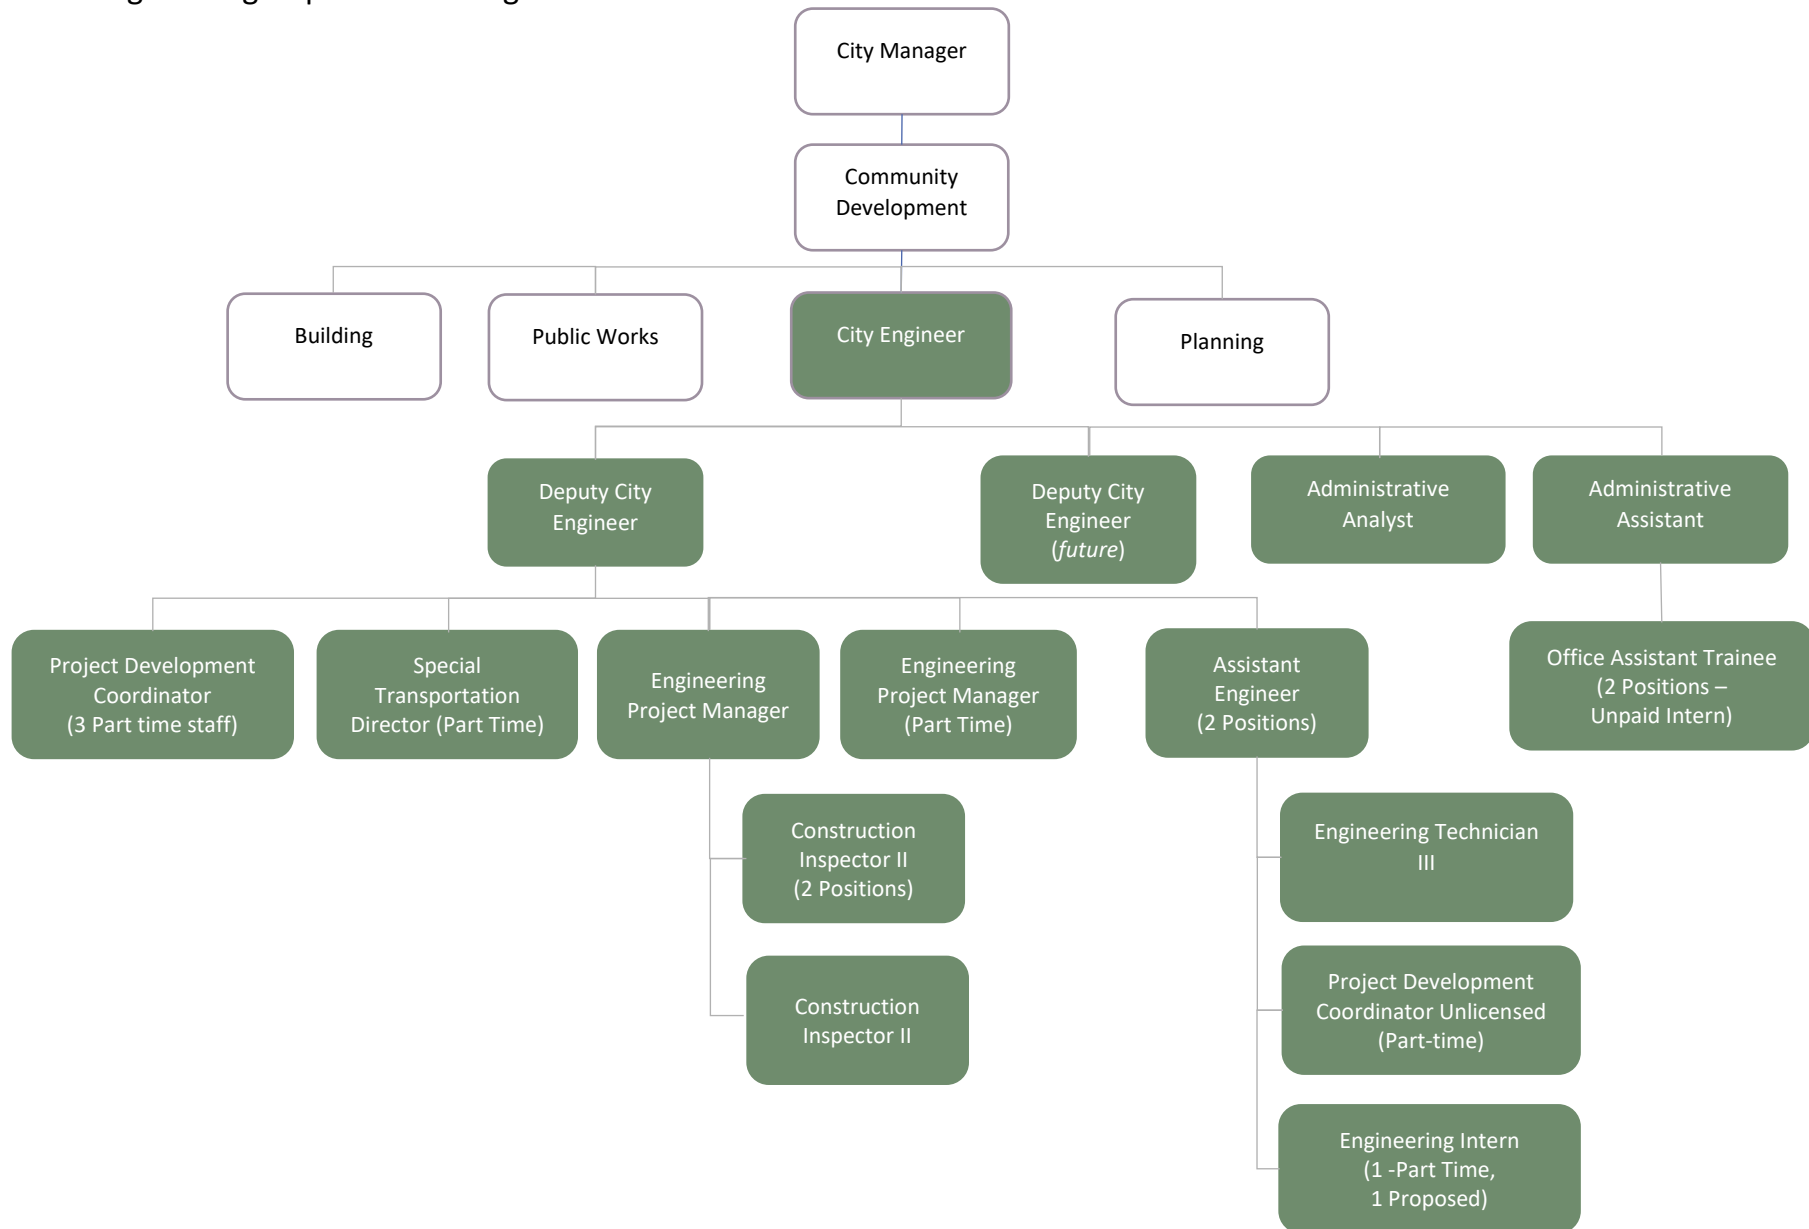 City Manager
Community
Development
Building
Public Works
City Engineer
Planning
Deputy City
Engineer
Deputy City
Engineer
(future)
Administrative
Analyst
Administrative
Assistant
Project Development
Coordinator
(3 Part time staff)
Special
Transportation
Director (Part Time)
Engineering
Project Manager
Engineering
Project Manager
(Part Time)
Assistant
Engineer
(2 Positions)
Office Assistant Trainee
(2 Positions –
Unpaid Intern)
Construction
Inspector II
(2 Positions)
Engineering Technician
III
Construction
Inspector II
Project Development
Coordinator Unlicensed
(Part-time)
Engineering Intern
(1 -Part Time,
1 Proposed)